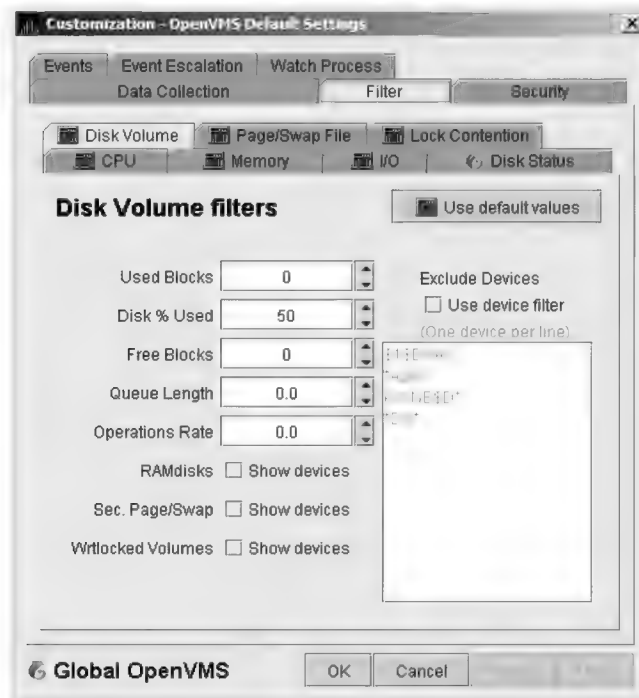 Customization - OpenVMS Default Settings
Events Event Escalation Watch Process
Data Collection Filter Security
Disk Volume Page/Swap File Lock Contention
CPU Memory I/O Disk Status
Disk Volume filters
Use default values
Used Blocks 0
Disk % Used 50
Free Blocks 0
Queue Length 0.0
Operations Rate 0.0
RAMdisks Show devices
Sec. Page/Swap Show devices
Wrtlocked Volumes Show devices
Exclude Devices
Use device filter
(One device per line)
Global OpenVMS
OK Cancel